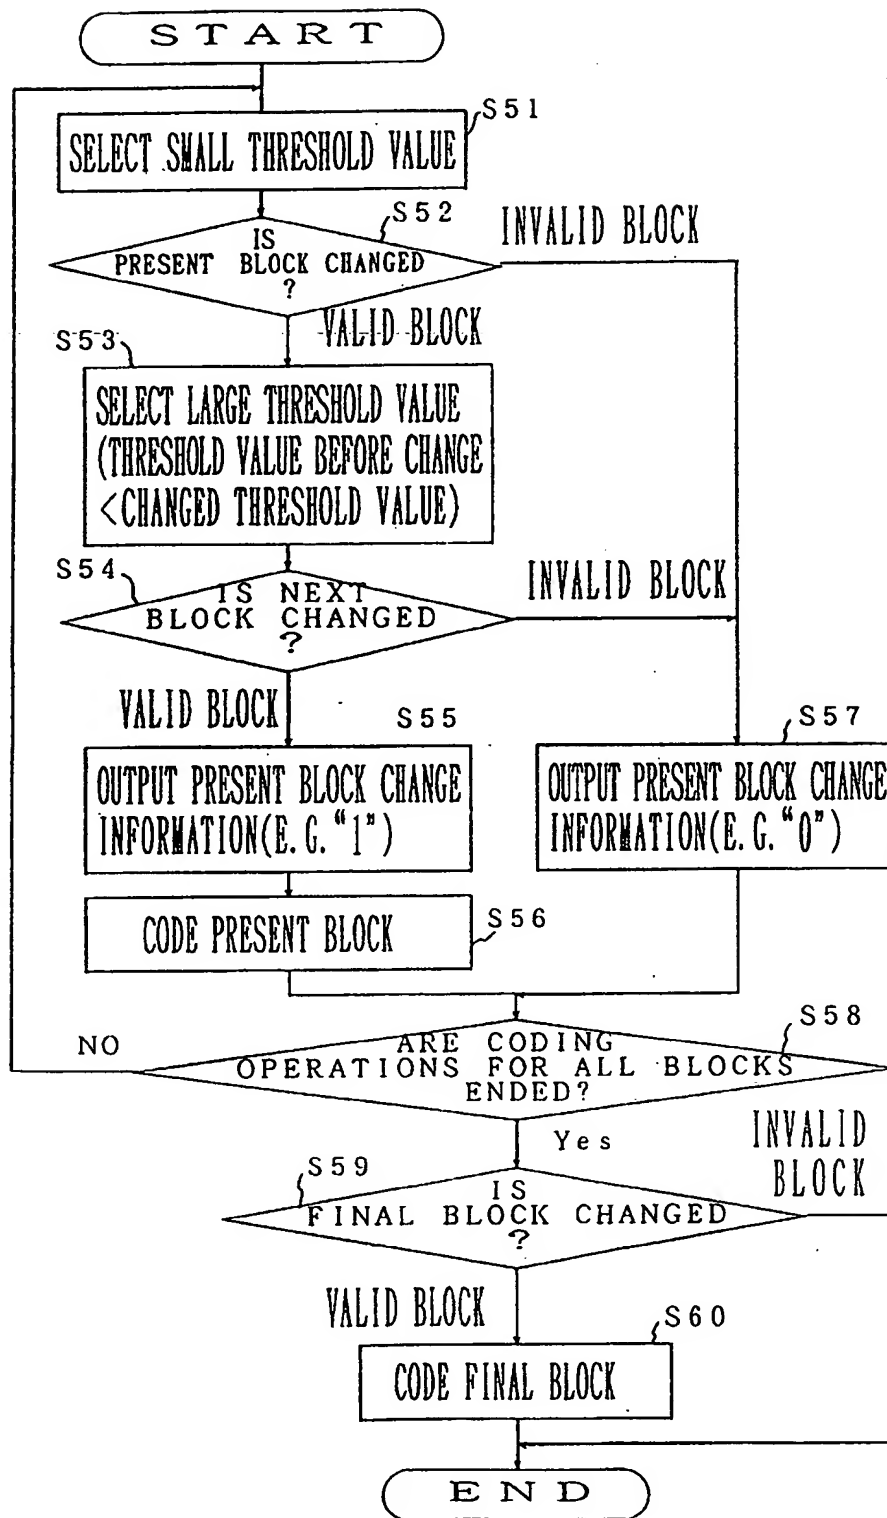 START
S51
SELECT SMALL THRESHOLD VALUE
S52
INVALID BLOCK
IS
PRESENT BLOCK CHANGED
?
VALID BLOCK
S53
SELECT LARGE THRESHOLD VALUE
(THRESHOLD VALUE BEFORE CHANGE
<CHANGED THRESHOLD VALUE)
S54
INVALID BLOCK
IS NEXT
BLOCK CHANGED
?
VALID BLOCK
S55
S57
OUTPUT PRESENT BLOCK CHANGE
INFORMATION(E.G."1")
OUTPUT PRESENT BLOCK CHANGE
INFORMATION(E.G."0")
CODE PRESENT BLOCK
S56
S58
NO
ARE CODING
OPERATIONS FOR ALL BLOCKS
ENDED?
Yes
INVALID
BLOCK
S59
IS
FINAL BLOCK CHANGED
?
VALID BLOCK
S60
CODE FINAL BLOCK
END